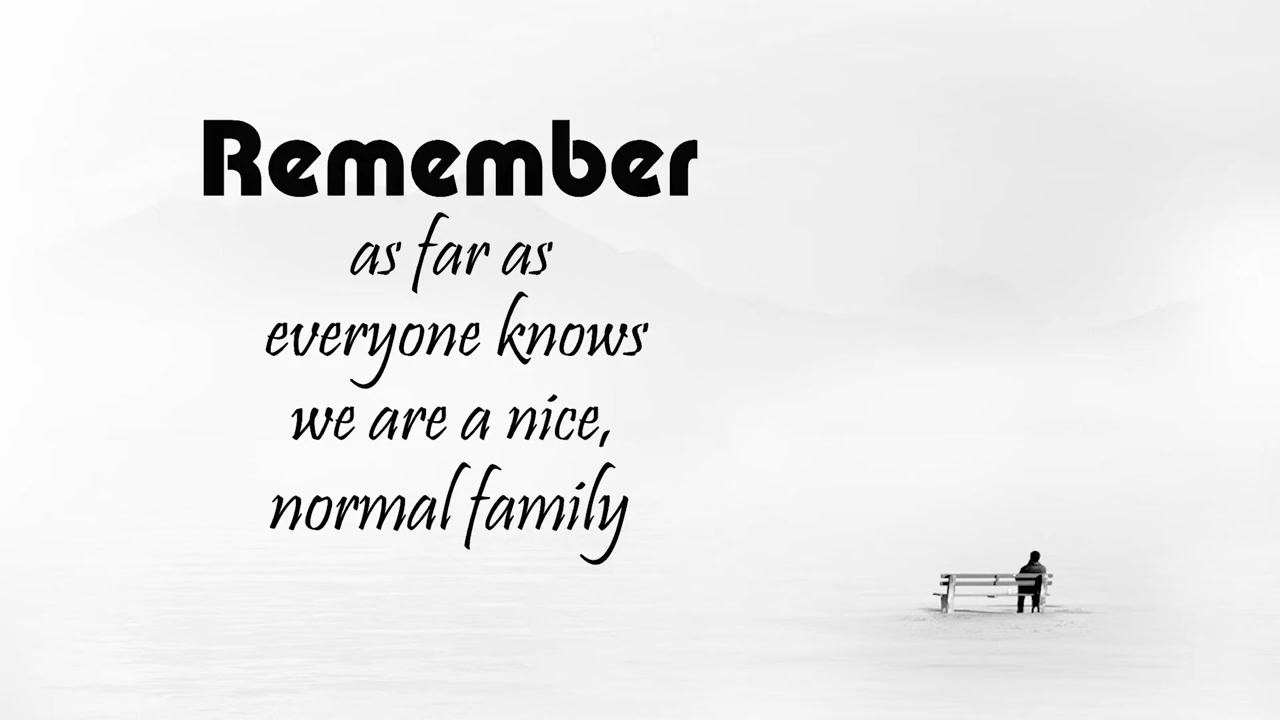 Remember
as far as
everyone knows
we are a nice,
normal family